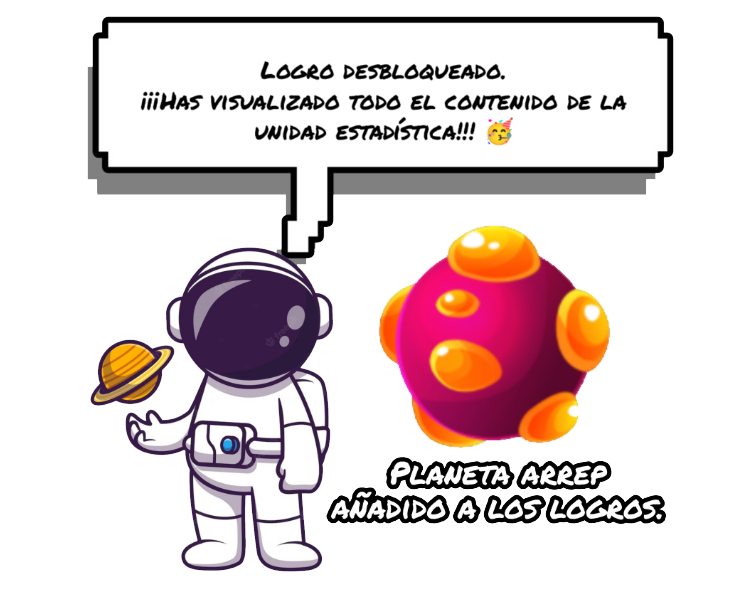 Logro desbloqueado.
¡¡¡Has visualizado todo el contenido de la
unidad estadística!!! 🥳
Planeta arrep
añadido a los logros.